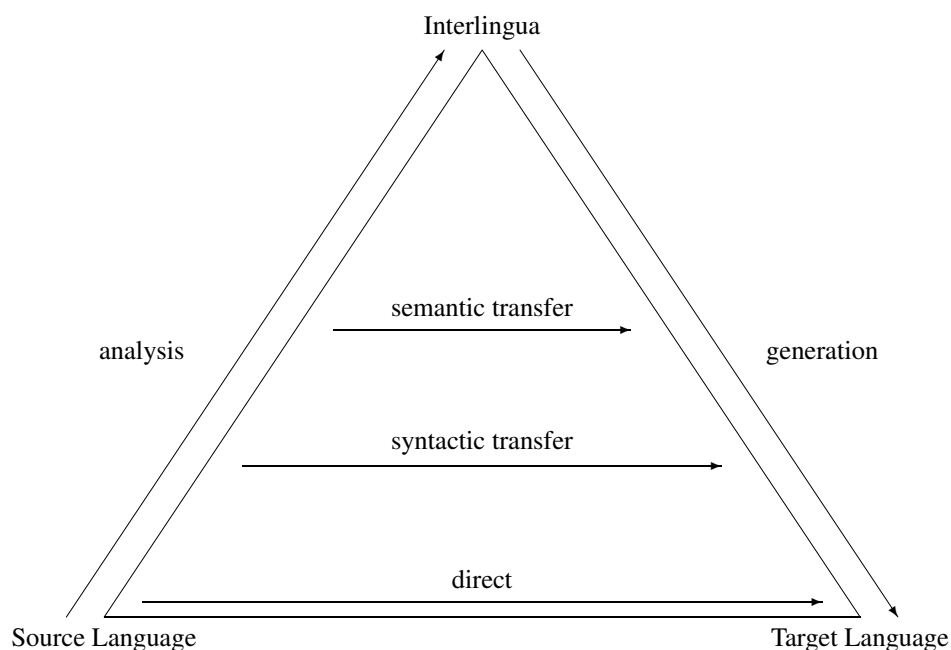 Interlingua
semantic transfer
analysis
generation
syntactic transfer
direct
Source Language
Target Language